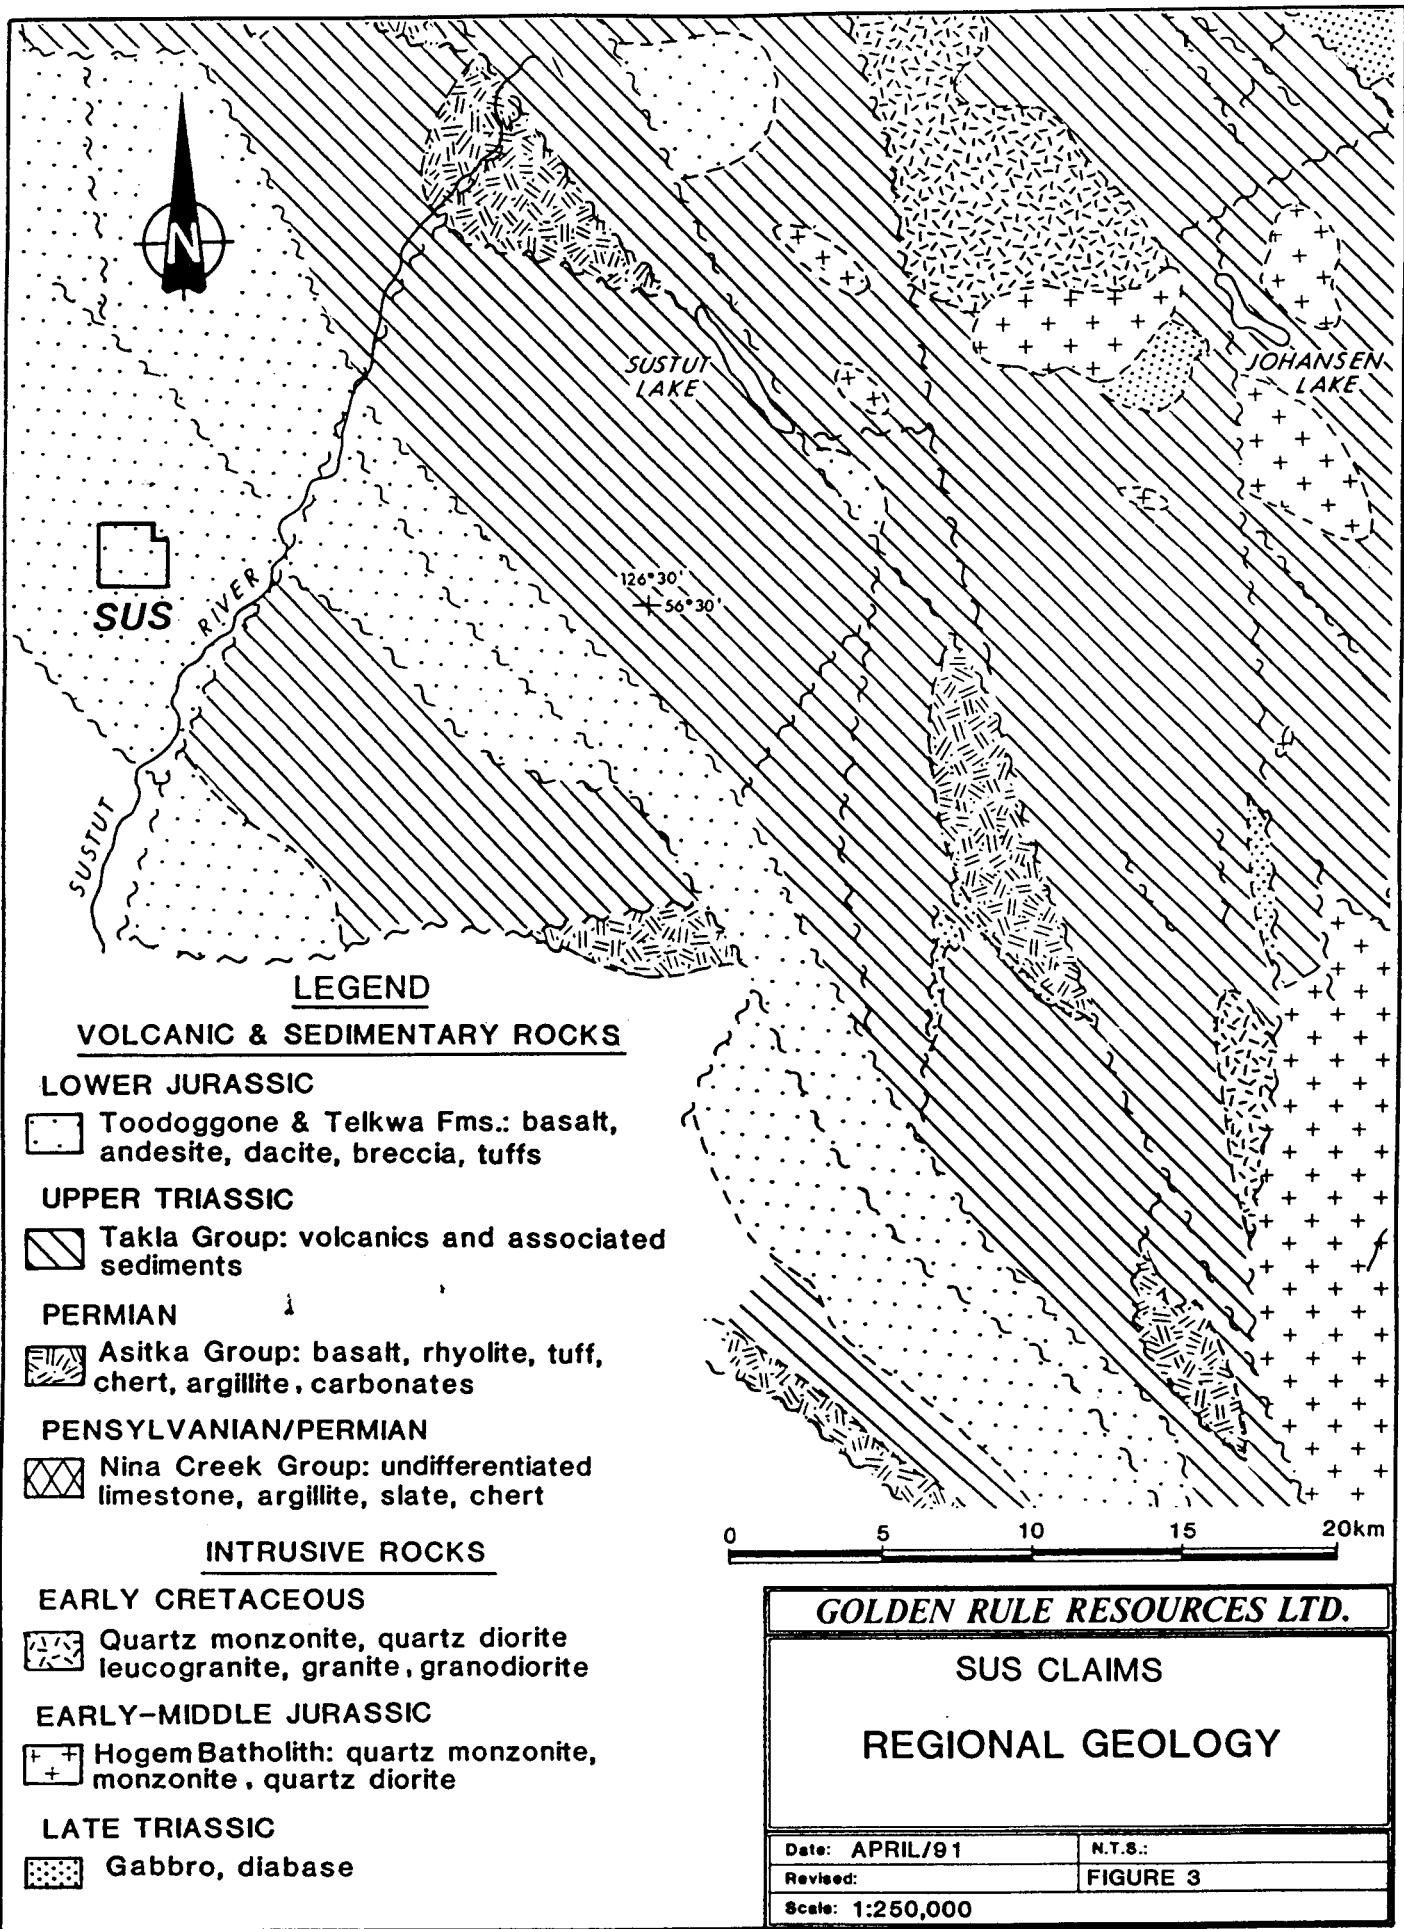 N
SUSTUT
LAKE
JOHANSEN
LAKE
SUS
RIVER
126°30'
56°30'
SUSTUT
LEGEND
VOLCANIC & SEDIMENTARY ROCKS
LOWER JURASSIC
Toodoggone & Telkwa Fms.: basalt,
andesite, dacite, breccia, tuffs
UPPER TRIASSIC
Takla Group: volcanics and associated
sediments
PERMIAN
Asitka Group: basalt, rhyolite, tuff,
chert, argillite, carbonates
PENSYLVANIAN/PERMIAN
Nina Creek Group: undifferentiated
limestone, argillite, slate, chert
INTRUSIVE ROCKS
EARLY CRETACEOUS
Quartz monzonite, quartz diorite
leucogranite, granite, granodiorite
EARLY-MIDDLE JURASSIC
Hogem Batholith: quartz monzonite,
monzonite, quartz diorite
LATE TRIASSIC
Gabbro, diabase
0 5 10 15 20km
GOLDEN RULE RESOURCES LTD.
SUS CLAIMS
REGIONAL GEOLOGY
Date: APRIL/91 N.T.S.:
Revised: FIGURE 3
Scale: 1:250,000